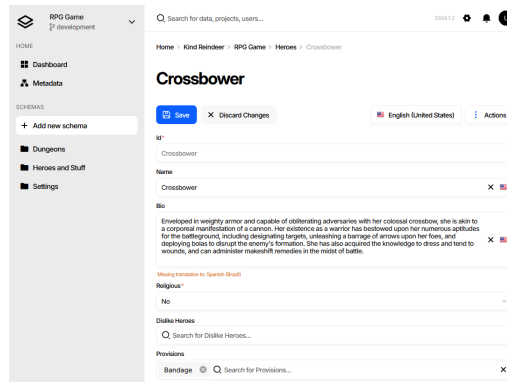 RPG Game
development
Search for data, projects, users...
2024.1.2
HOME
Dashboard
Metadata
SCHEMAS
+ Add new schema
Dungeons
Heroes and Stuff
Settings
Home > Kind Reindeer > RPG Game > Heroes > Crossbower
Crossbower
Save
Discard Changes
English (United States)
Actions
Id*
Crossbower
Name
Crossbower
Bio
Enveloped in weighty armor and capable of obliterating adversaries with her colossal crossbow, she is akin to
a corporeal manifestation of a cannon. Her existence as a warrior has bestowed upon her numerous aptitudes
for the battleground, including designating targets, unleashing a barrage of arrows upon her foes, and
deploying bolas to disrupt the enemy's formation. She has also acquired the knowledge to dress and tend to
wounds, and can administer makeshift remedies in the midst of battle.
Missing translation to: Spanish (Brazil)
Religious*
No
Dislike Heroes
Search for Dislike Heroes...
Provisions
Bandage
Search for Provisions...